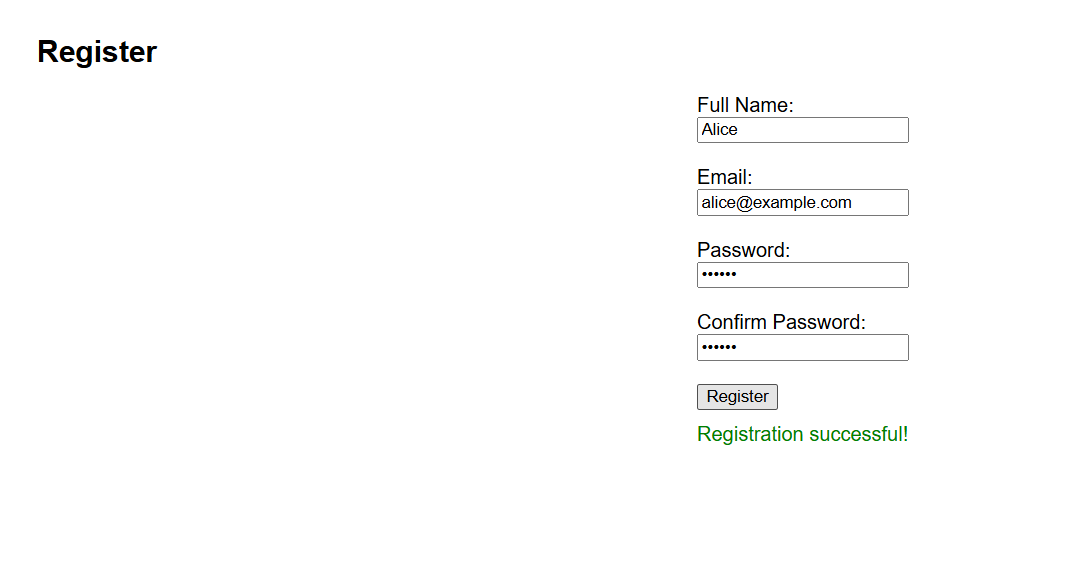 Register
Full Name:
Alice
Email:
alice@example.com
Password:
••••••
Confirm Password:
••••••
Register
Registration successful!